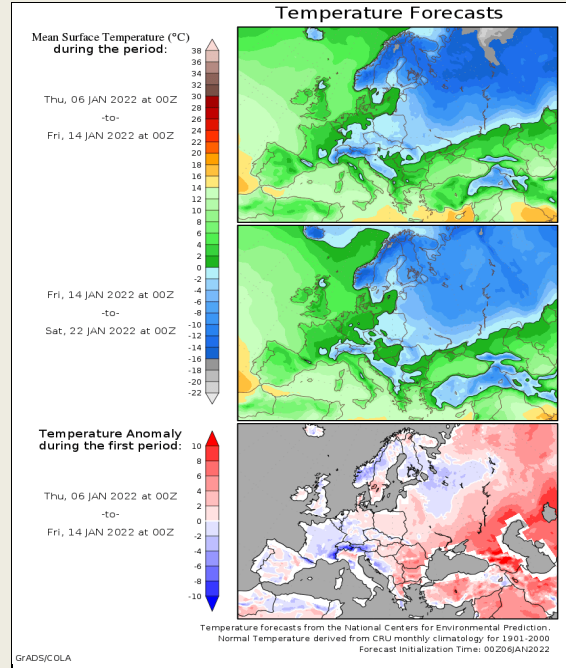 Temperature Forecasts
Mean Surface Temperature (°C)
during the period:
Thu, 06 JAN 2022 at 00Z
-to-
Fri, 14 JAN 2022 at 00Z
38
36
34
32
30
28
26
24
22
20
18
16
14
12
10
8
6
4
2
0
-2
-4
-6
-8
-10
-12
-14
-16
-18
-20
-22
Fri, 14 JAN 2022 at 00Z
-to-
Sat, 22 JAN 2022 at 00Z
Temperature Anomaly
during the first period:
Thu, 06 JAN 2022 at 00Z
-to-
Fri, 14 JAN 2022 at 00Z
10
8
6
4
2
0
-2
-4
-6
-8
-10
Temperature forecasts from the National Centers for Environmental Prediction.
Normal Temperature derived from CRU monthly climatology for 1901-2000
Forecast Initialization Time: 00Z06JAN2022
GrADS/COLA